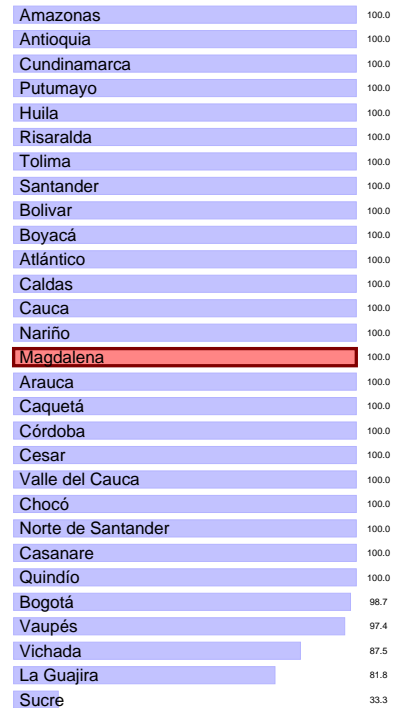 Amazonas 100.0
Antioquia 100.0
Cundinamarca 100.0
Putumayo 100.0
Huila 100.0
Risaralda 100.0
Tolima 100.0
Santander 100.0
Bolivar 100.0
Boyacá 100.0
Atlántico 100.0
Caldas 100.0
Cauca 100.0
Nariño 100.0
Magdalena 100.0
Arauca 100.0
Caquetá 100.0
Córdoba 100.0
Cesar 100.0
Valle del Cauca 100.0
Chocó 100.0
Norte de Santander 100.0
Casanare 100.0
Quindío 100.0
Bogotá 98.7
Vaupés 97.4
Vichada 87.5
La Guajira 81.8
Sucre 33.3